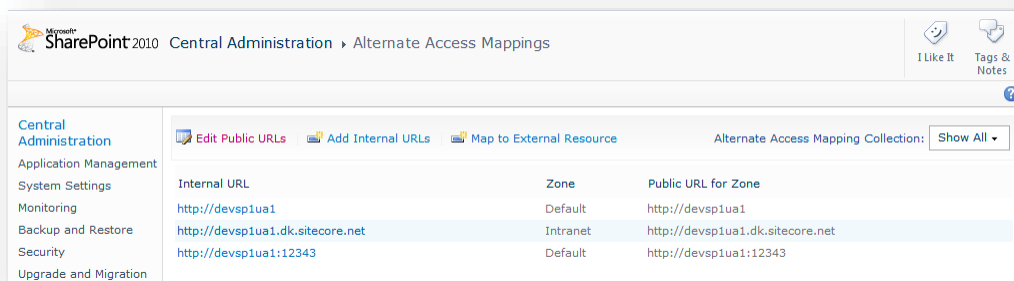 Microsoft
SharePoint 2010 Central Administration ▸ Alternate Access Mappings
I Like It
Tags & Notes
Central Administration
Application Management
System Settings
Monitoring
Backup and Restore
Security
Upgrade and Migration
Edit Public URLs Add Internal URLs Map to External Resource Alternate Access Mapping Collection: Show All
Internal URL Zone Public URL for Zone
http://devsp1ua1 Default http://devsp1ua1
http://devsp1ua1.dk.sitecore.net Intranet http://devsp1ua1.dk.sitecore.net
http://devsp1ua1:12343 Default http://devsp1ua1:12343